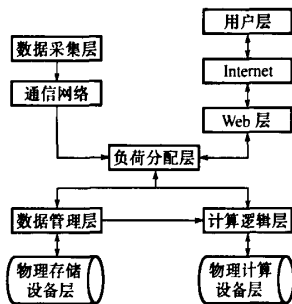 用户层
数据采集层
Internet
通信网络
Web 层
负荷分配层
数据管理层
计算逻辑层
物理存储
设备层
物理计算
设备层